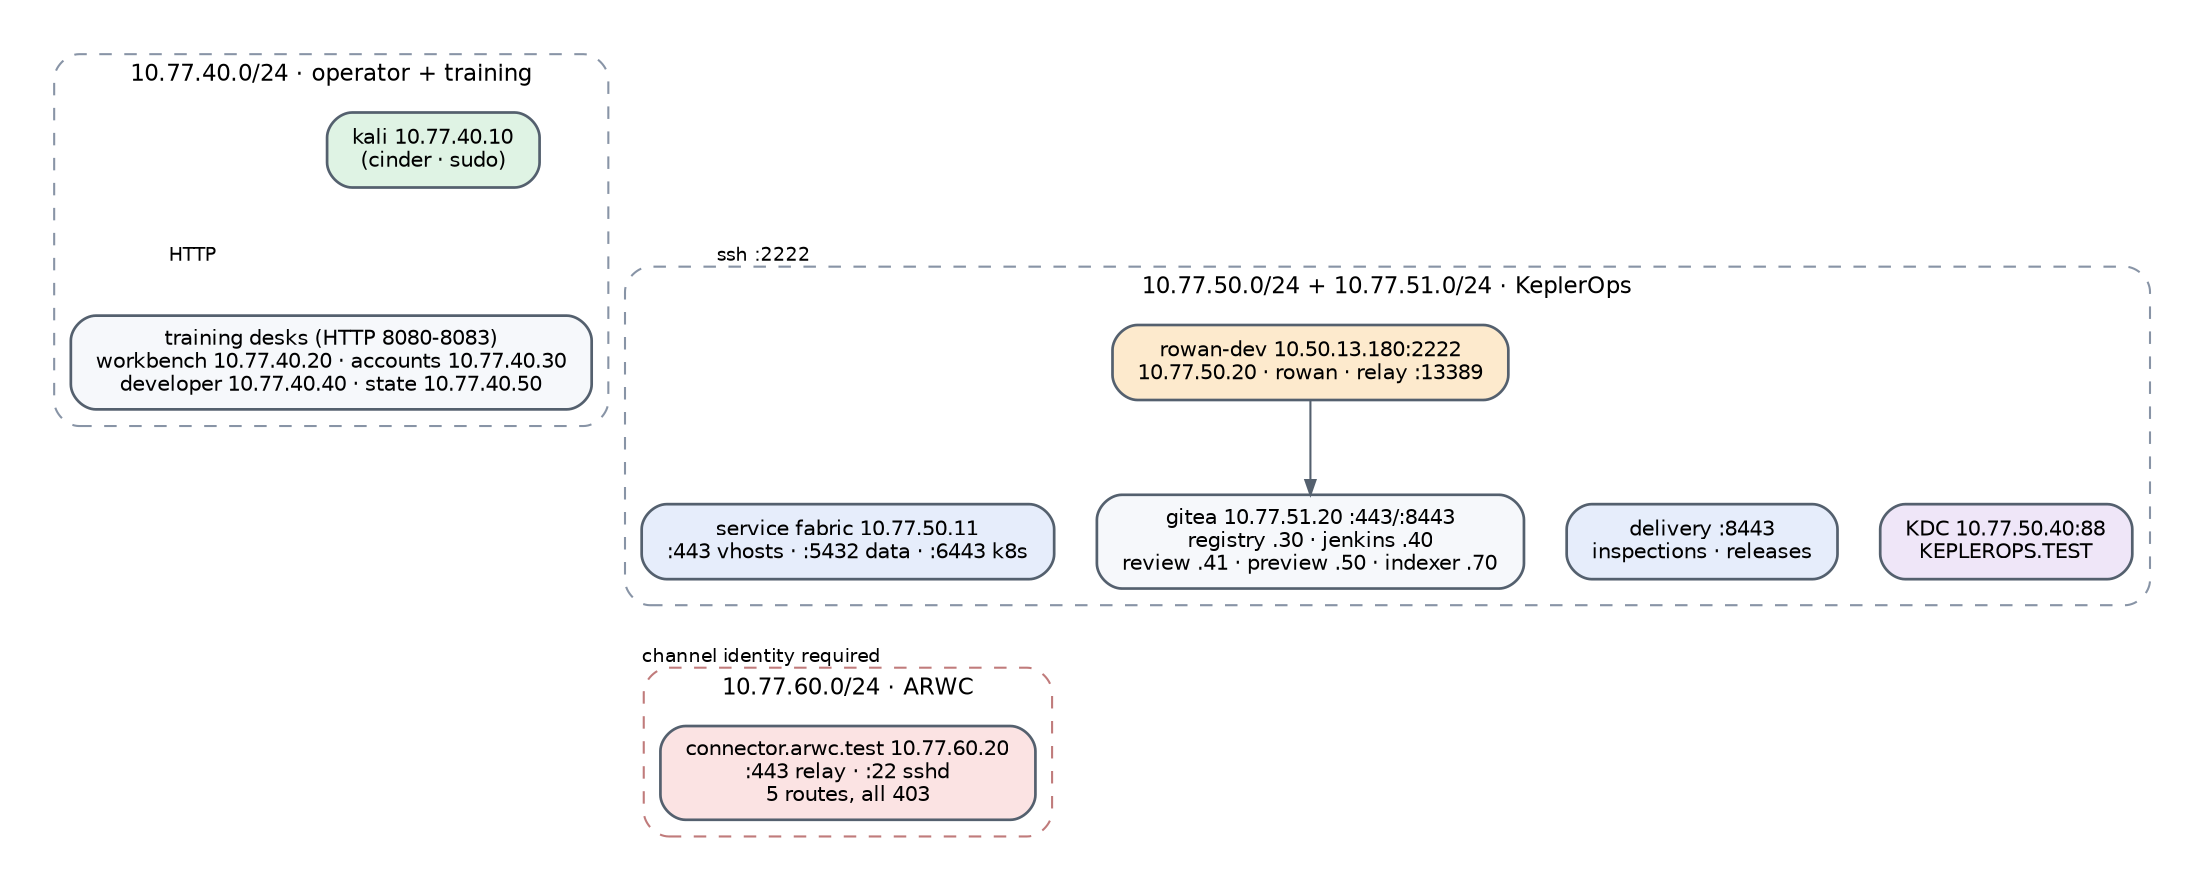 10.77.40.0/24 · operator + training
kali 10.77.40.10
(cinder · sudo)
HTTP
training desks (HTTP 8080-8083)
workbench 10.77.40.20 · accounts 10.77.40.30
developer 10.77.40.40 · state 10.77.40.50
ssh :2222
10.77.50.0/24 + 10.77.51.0/24 · KeplerOps
rowan-dev 10.50.13.180:2222
10.77.50.20 · rowan · relay :13389
service fabric 10.77.50.11
:443 vhosts · :5432 data · :6443 k8s
gitea 10.77.51.20 :443/:8443
registry .30 · jenkins .40
review .41 · preview .50 · indexer .70
delivery :8443
inspections · releases
KDC 10.77.50.40:88
KEPLEROPS.TEST
channel identity required
10.77.60.0/24 · ARWC
connector.arwc.test 10.77.60.20
:443 relay · :22 sshd
5 routes, all 403